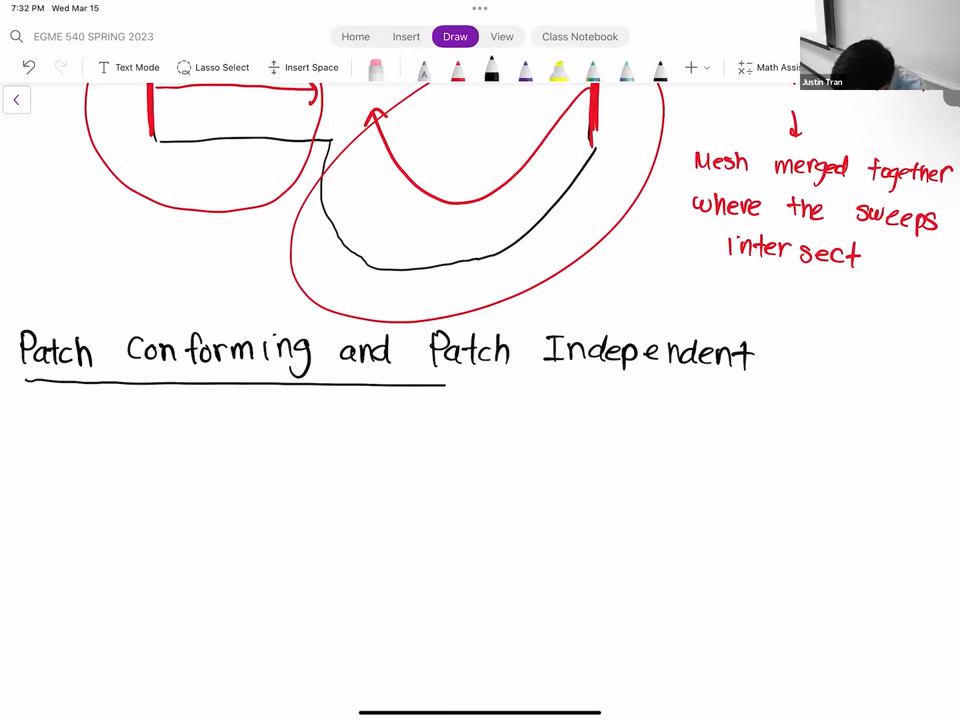 7:32 PM Wed Mar 15
EGME 540 SPRING 2023
Home Insert Draw View Class Notebook
Text Mode Lasso Select Insert Space Math Assis
Justin Tran
Mesh merged together
where the sweeps
intersect
Patch Conforming and Patch Independent